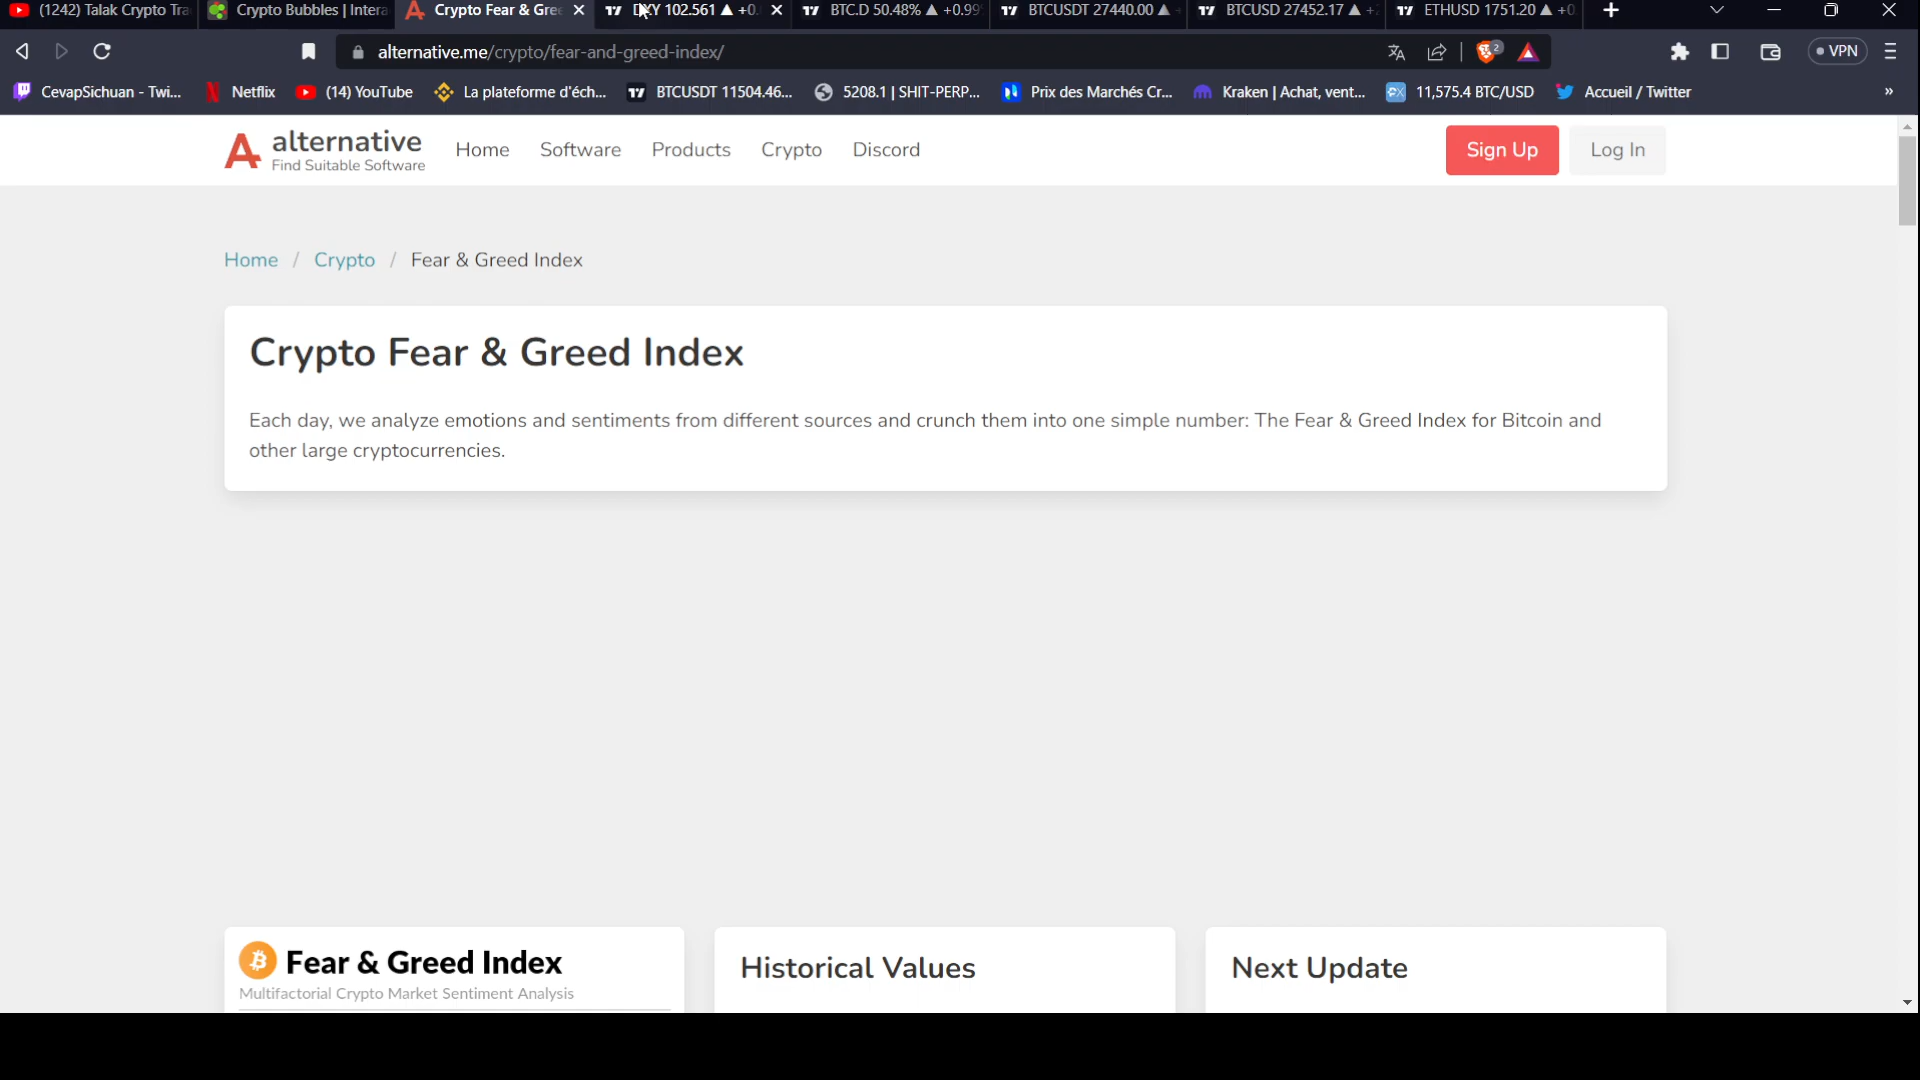 (1242) Talak Crypto Tra
Crypto Bubbles | Intera
Crypto Fear & Gre
DXY 102.561 ▲ +0.
BTC.D 50.48% ▲ +0.99
BTCUSDT 27440.00 ▲
BTCUSD 27452.17 ▲ +
ETHUSD 1751.20 ▲ +0
alternative.me/crypto/fear-and-greed-index/
2
VPN
CevapSichuan - Twi...
Netflix
(14) YouTube
La plateforme d'éch...
BTCUSDT 11504.46...
5208.1 | SHIT-PERP...
Prix des Marchés Cr...
Kraken | Achat, vent...
11,575.4 BTC/USD
Accueil / Twitter
»
alternative
Find Suitable Software
Home
Software
Products
Crypto
Discord
Sign Up
Log In
Home / Crypto / Fear & Greed Index
Crypto Fear & Greed Index
Each day, we analyze emotions and sentiments from different sources and crunch them into one simple number: The Fear & Greed Index for Bitcoin and
other large cryptocurrencies.
Fear & Greed Index
Multifactorial Crypto Market Sentiment Analysis
Historical Values
Next Update